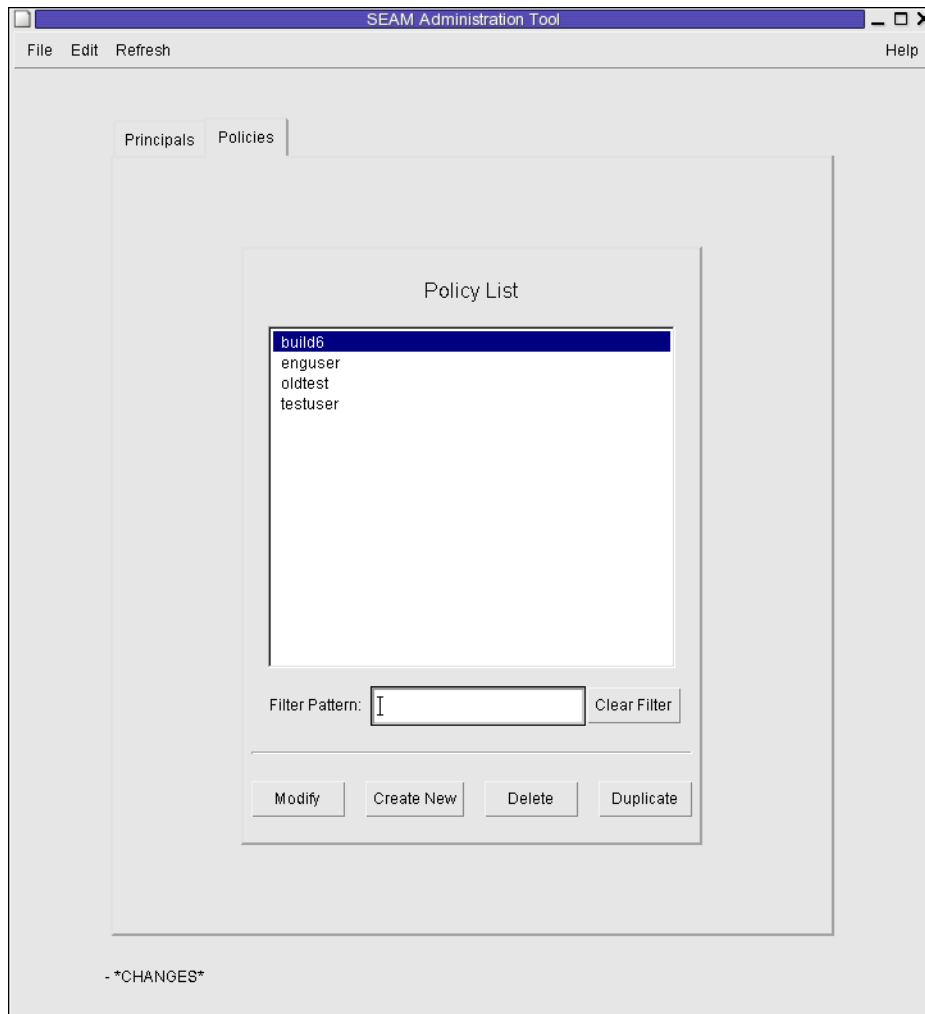 SEAM Administration Tool
File Edit Refresh Help
Principals Policies
Policy List
build6
enguser
oldtest
testuser
Filter Pattern: Clear Filter
Modify Create New Delete Duplicate
- *CHANGES*